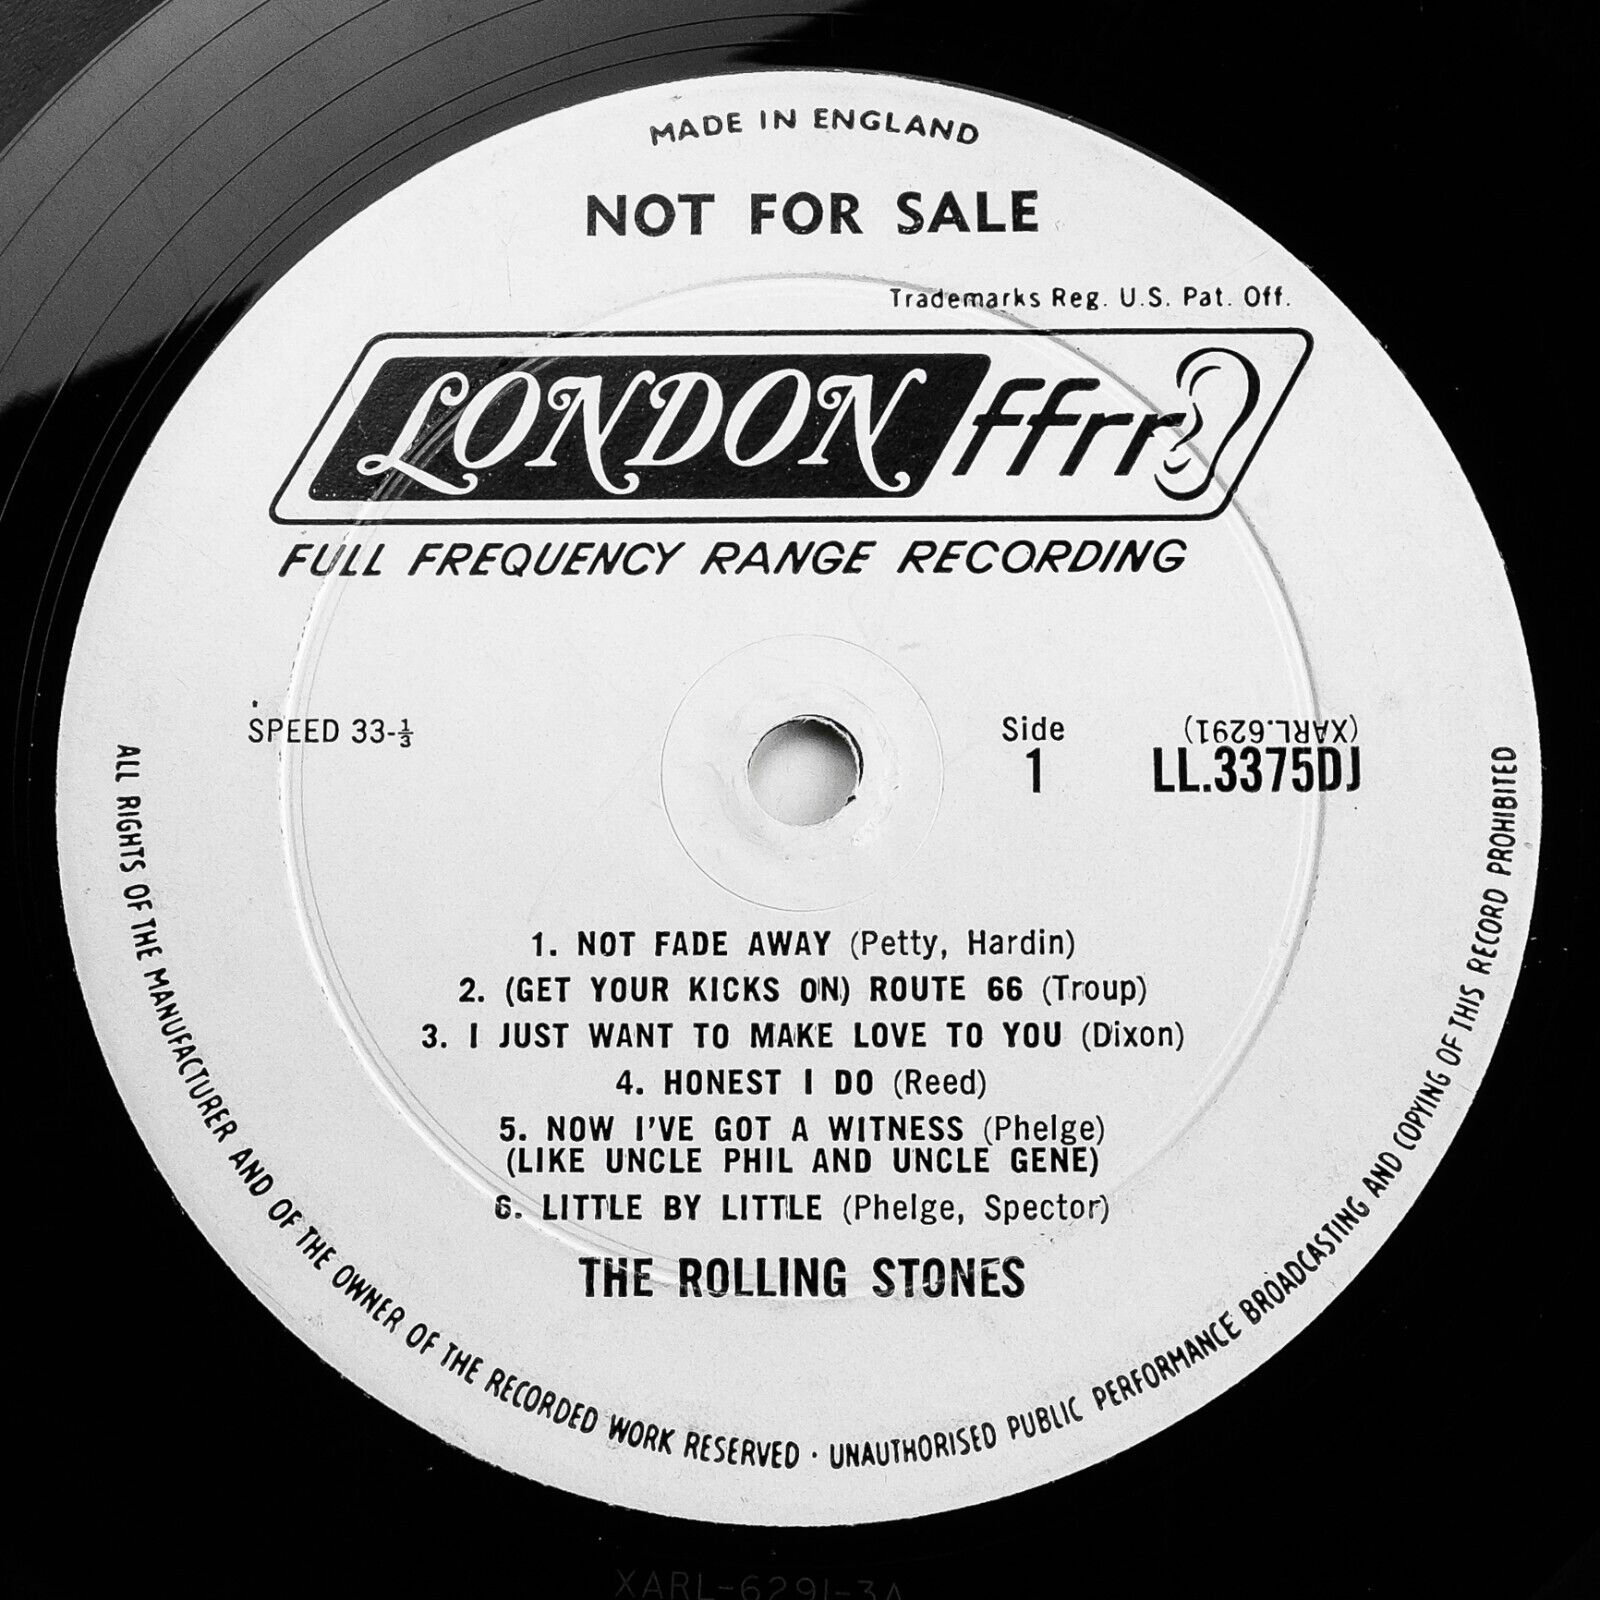 MADE IN ENGLAND
NOT FOR SALE
Trademarks Reg. U.S. Pat. Off.
LONDON ffrr
FULL FREQUENCY RANGE RECORDING
SPEED 33-⅓
Side
1
(XARL.6291)
LL.3375DJ
1. NOT FADE AWAY (Petty, Hardin)
2. (GET YOUR KICKS ON) ROUTE 66 (Troup)
3. I JUST WANT TO MAKE LOVE TO YOU (Dixon)
4. HONEST I DO (Reed)
5. NOW I'VE GOT A WITNESS (Phelge)
(LIKE UNCLE PHIL AND UNCLE GENE)
6. LITTLE BY LITTLE (Phelge, Spector)
THE ROLLING STONES
ALL RIGHTS OF THE MANUFACTURER AND OF THE OWNER OF THE RECORDED WORK RESERVED · UNAUTHORISED PUBLIC PERFORMANCE BROADCASTING AND COPYING OF THIS RECORD PROHIBITED
XARL-6291-3A